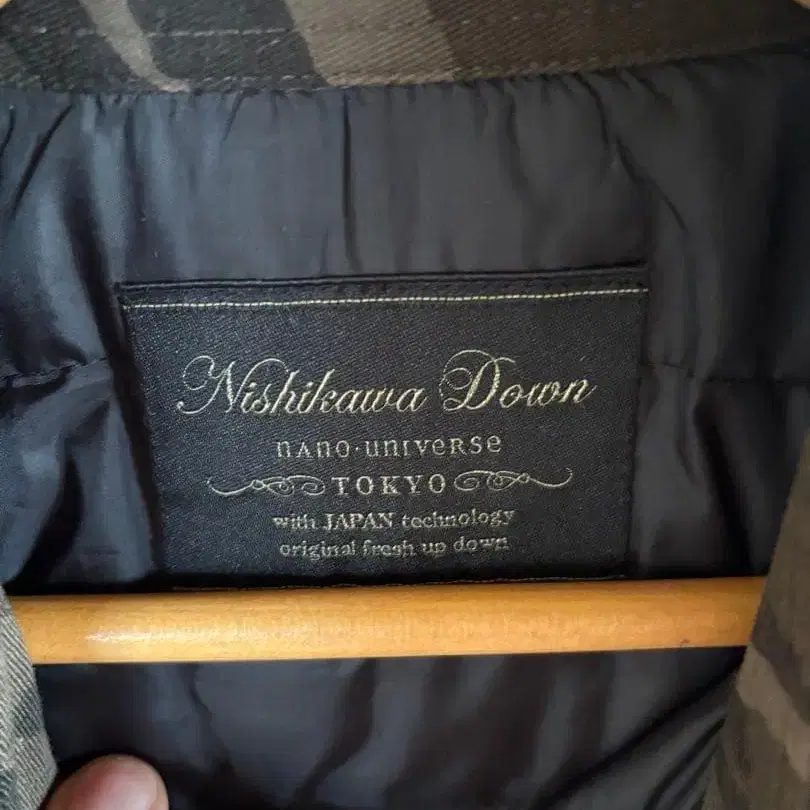 Nishikawa Down
nano·universe
TOKYO
with JAPAN technology
original fresh up down